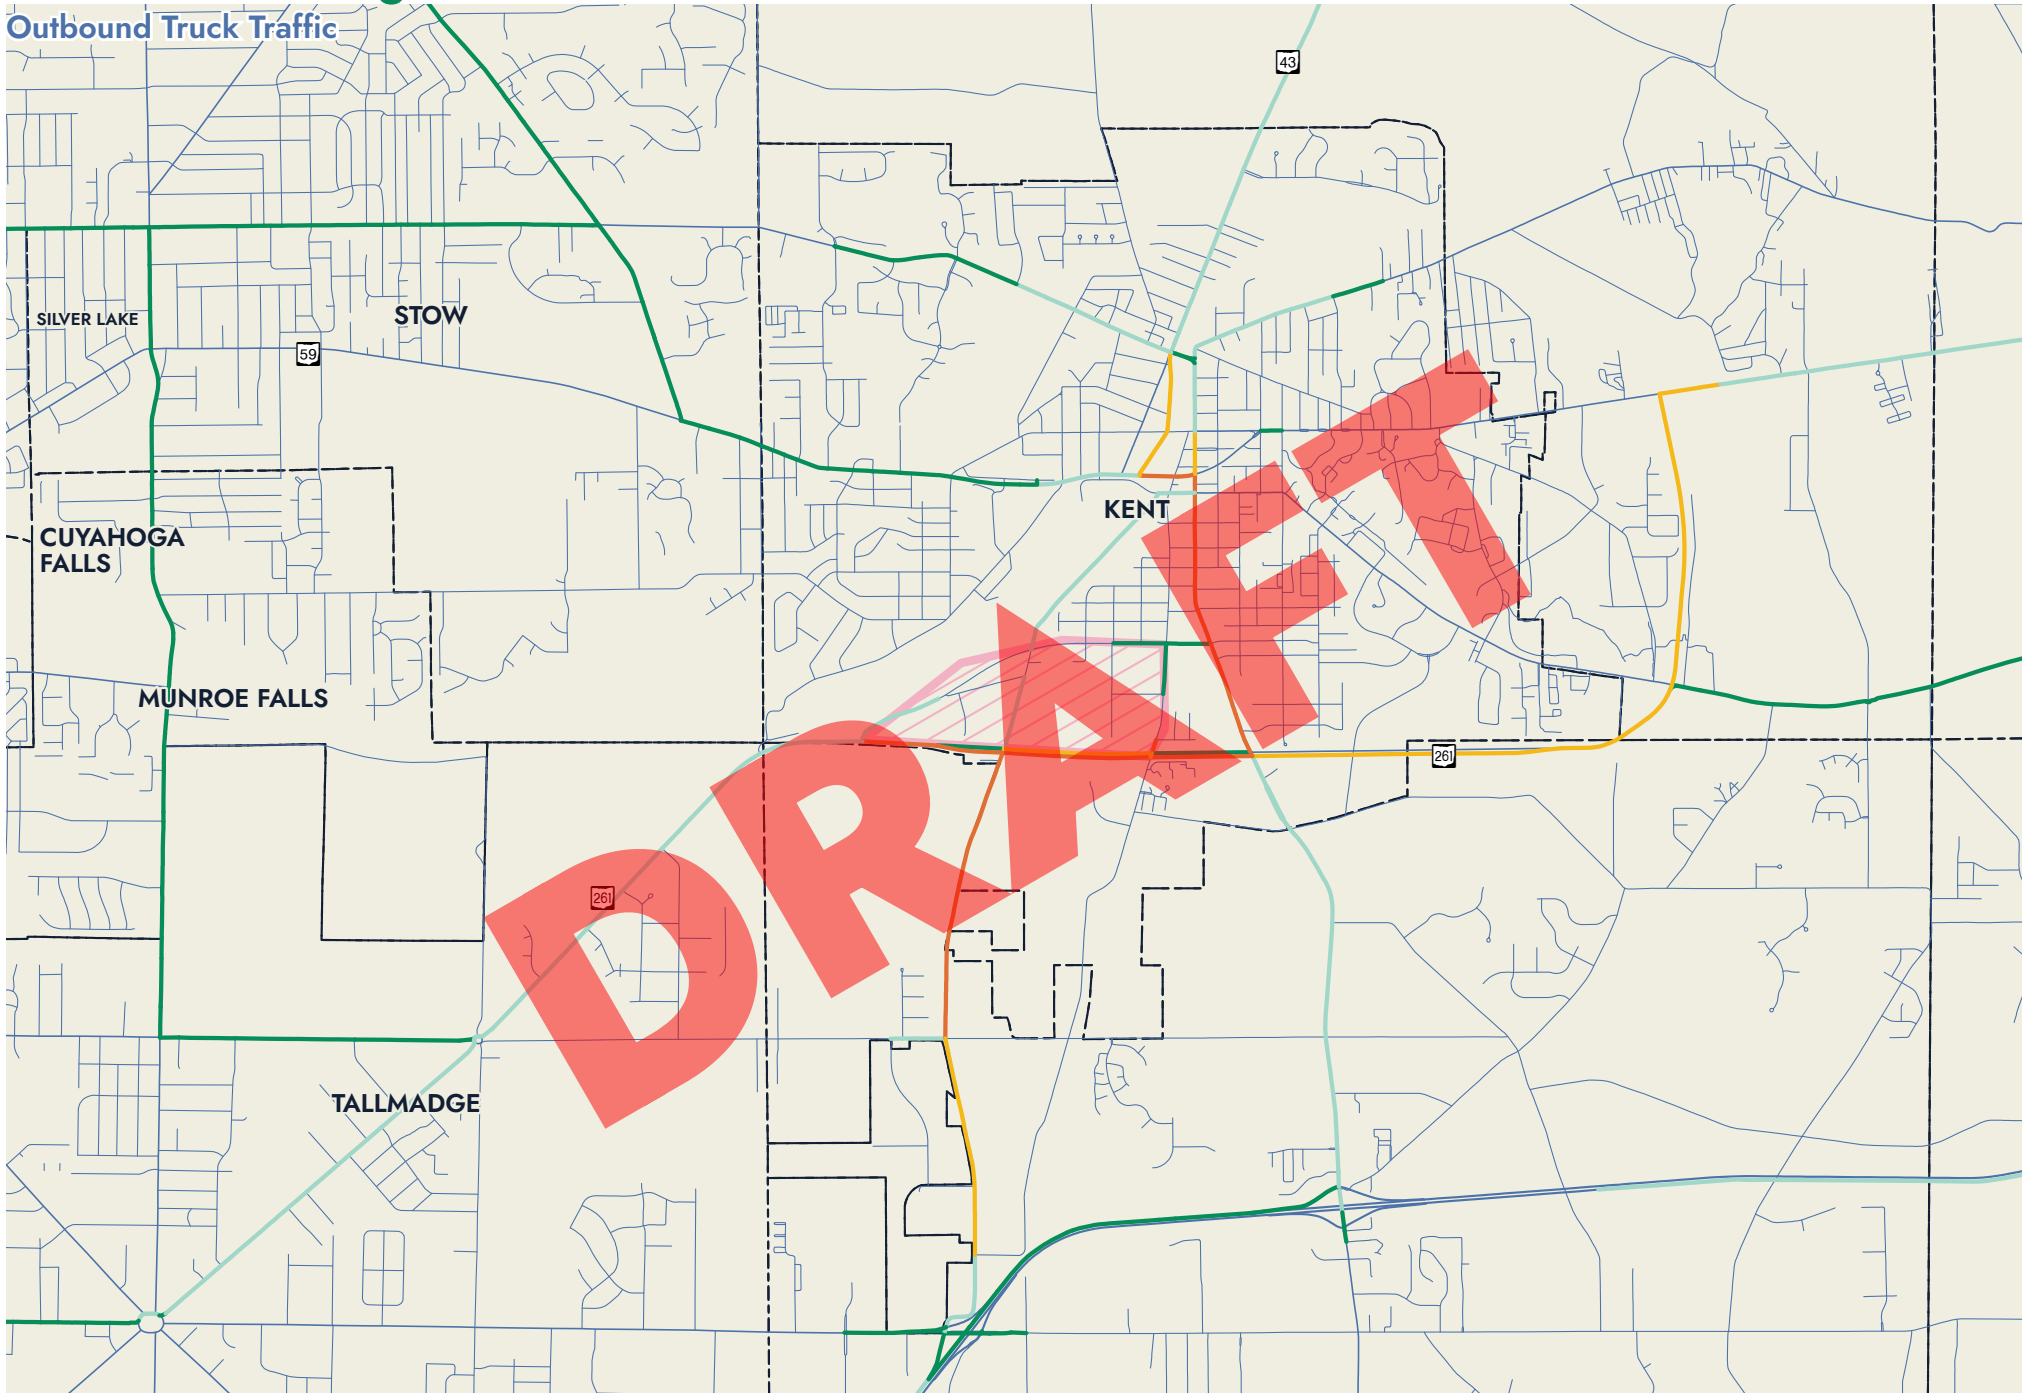 Outbound Truck Traffic
43
STOW
SILVER LAKE
59
KENT
CUYAHOGA
FALLS
MUNROE FALLS
261
261
TALLMADGE
DRAFT